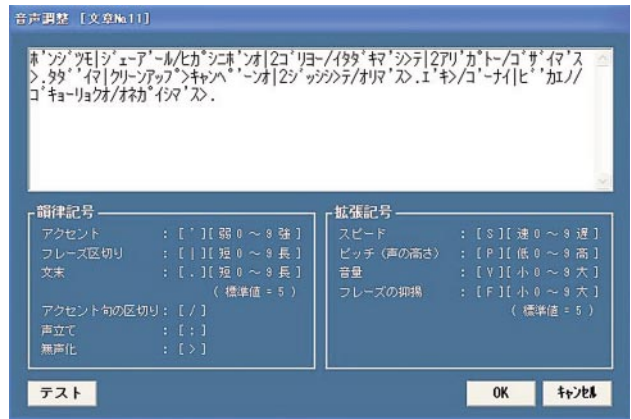 音声調整 [文章№11]
ホ'ンジツモ|ジェーア'ール/ヒガシニホ'ンオ|2ゴ'リヨー/イタダキマ'シ>テ|2アリ'ガトー/ゴザ'イマ'ス
>.タダ'イマ|クリーンアップ>キャンペ'ーンオ|2ジッシシ>テ/オリマ'ス>.エ'キ>/コ'ーナイ|ビ'カエノ/
ゴキョーリョクオ/オネガイシマ'ス>.
韻律記号
アクセント : [ ' ][ 弱 0 ～ 9 強 ]
フレーズ区切り : [ | ][ 短 0 ～ 9 長 ]
文末 : [ . ][ 短 0 ～ 9 長 ]
( 標準値 = 5 )
アクセント句の区切り : [ / ]
声立て : [ : ]
無声化 : [ > ]
拡張記号
スピード : [ S ][ 速 0 ～ 9 遅 ]
ピッチ (声の高さ) : [ P ][ 低 0 ～ 9 高 ]
音量 : [ V ][ 小 0 ～ 9 大 ]
フレーズの抑揚 : [ F ][ 小 0 ～ 9 大 ]
( 標準値 = 5 )
テスト
OK
キャンセル